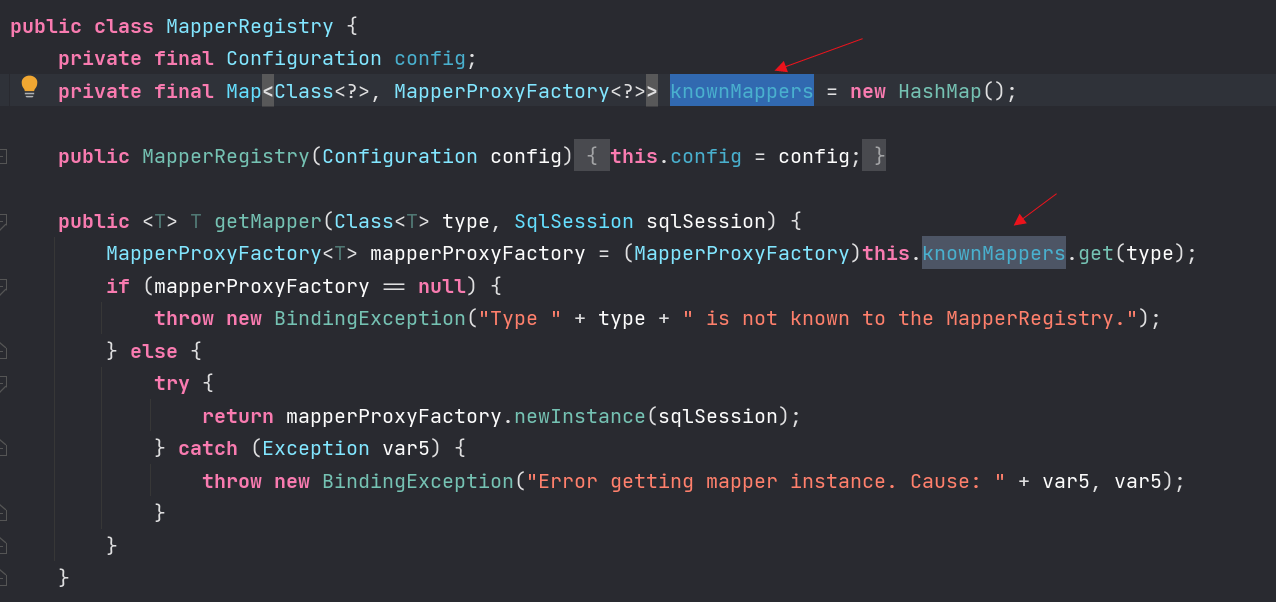 public class MapperRegistry {
    private final Configuration config;
    private final Map<Class<?>, MapperProxyFactory<?>> knownMappers = new HashMap();
    public MapperRegistry(Configuration config) { this.config = config; }
    public <T> T getMapper(Class<T> type, SqlSession sqlSession) {
        MapperProxyFactory<T> mapperProxyFactory = (MapperProxyFactory)this.knownMappers.get(type);
        if (mapperProxyFactory == null) {
            throw new BindingException("Type " + type + " is not known to the MapperRegistry.");
        } else {
            try {
                return mapperProxyFactory.newInstance(sqlSession);
            } catch (Exception var5) {
                throw new BindingException("Error getting mapper instance. Cause: " + var5, var5);
            }
        }
    }